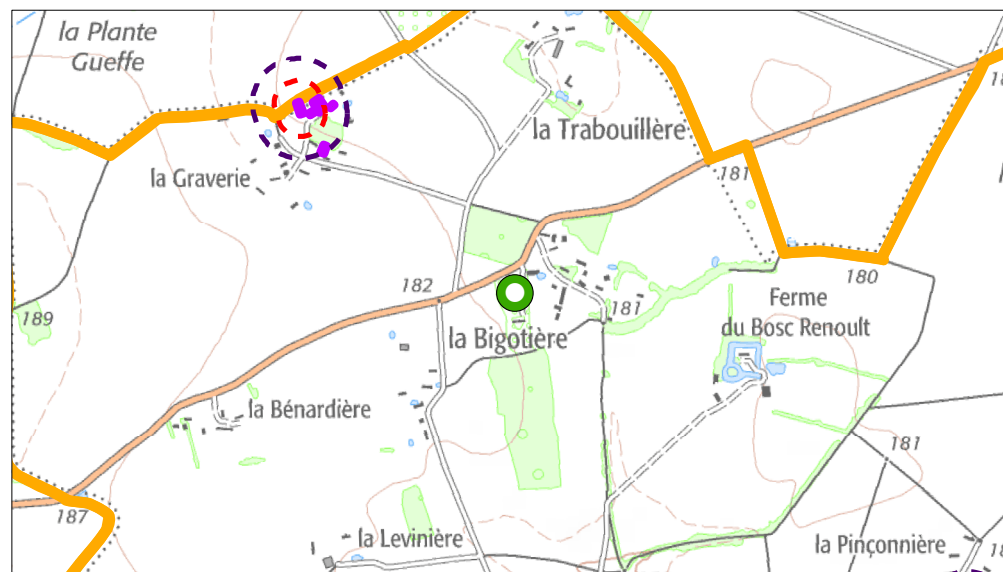 la Plante
Gueffe
la Trabouillère
181
la Graverie
180
182
Ferme
du Bosc Renoult
181
189
la Bigotière
la Bénardière
181
187
la Levinière
la Pinçonnière